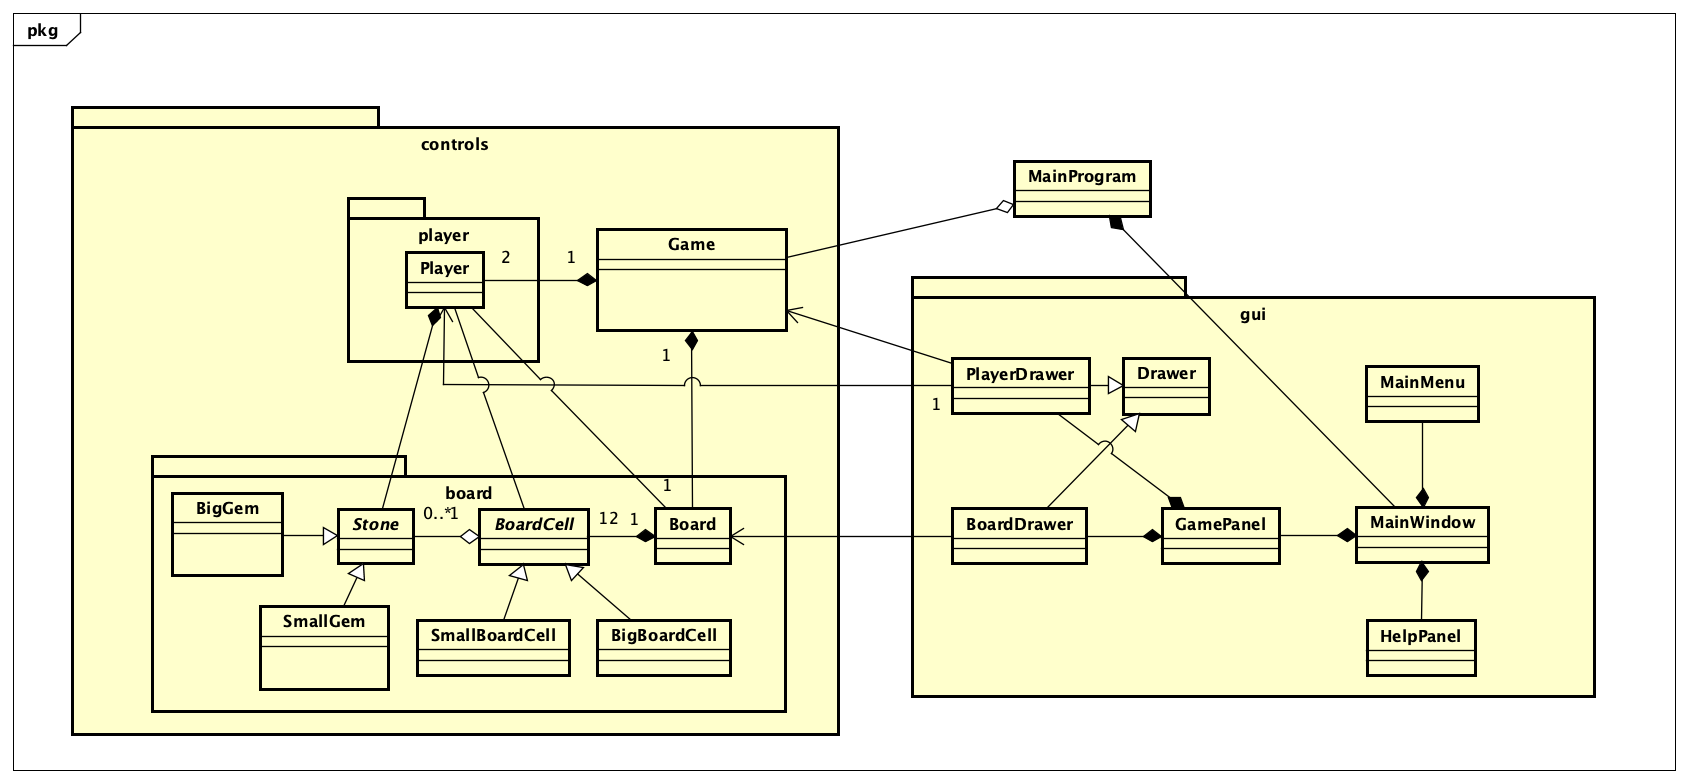 pkg
controls
MainProgram
player
Game
Player
2
1
gui
1
PlayerDrawer
Drawer
MainMenu
1
board
1
BigGem
Stone
0..*1
BoardCell
12
1
Board
BoardDrawer
GamePanel
MainWindow
SmallGem
SmallBoardCell
BigBoardCell
HelpPanel